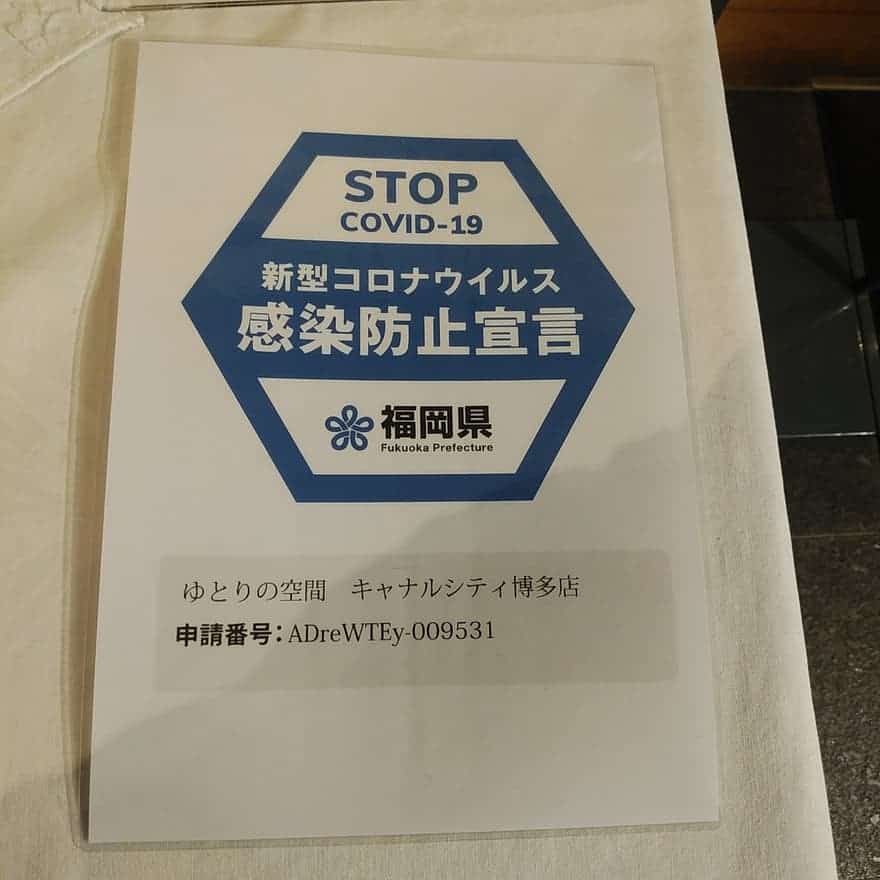 STOP
COVID-19
新型コロナウイルス
感染防止宣言
福岡県
Fukuoka Prefecture
ゆとりの空間　キャナルシティ博多店
申請番号：ADreWTEy-009531